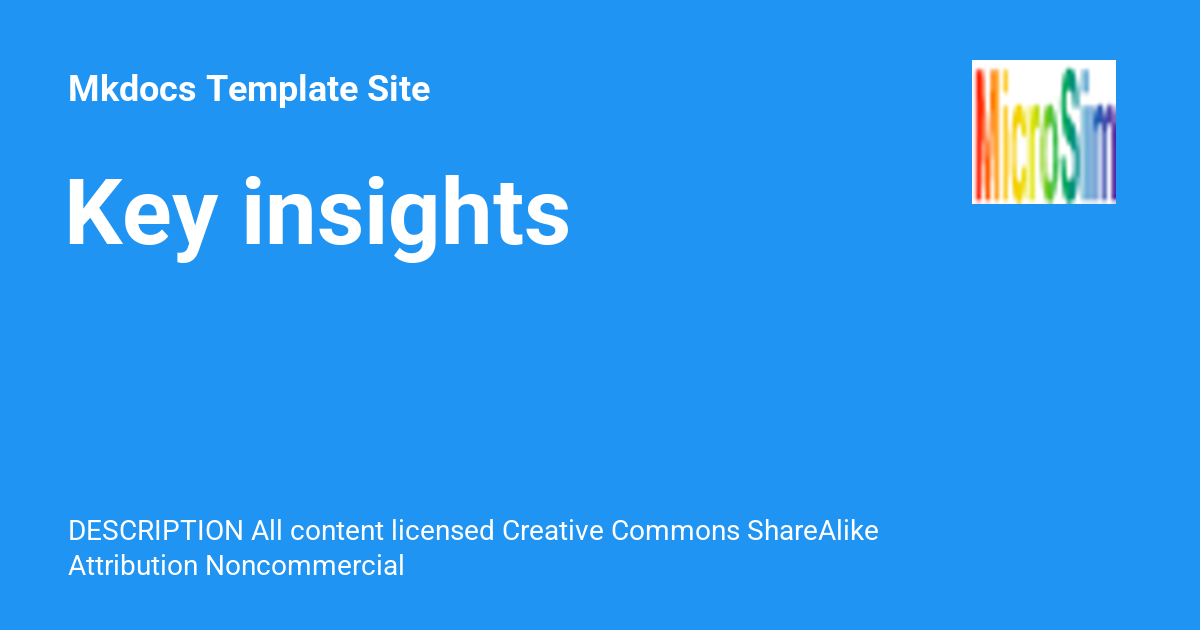 Mkdocs Template Site
MicroSim
Key insights
DESCRIPTION All content licensed Creative Commons ShareAlike
Attribution Noncommercial